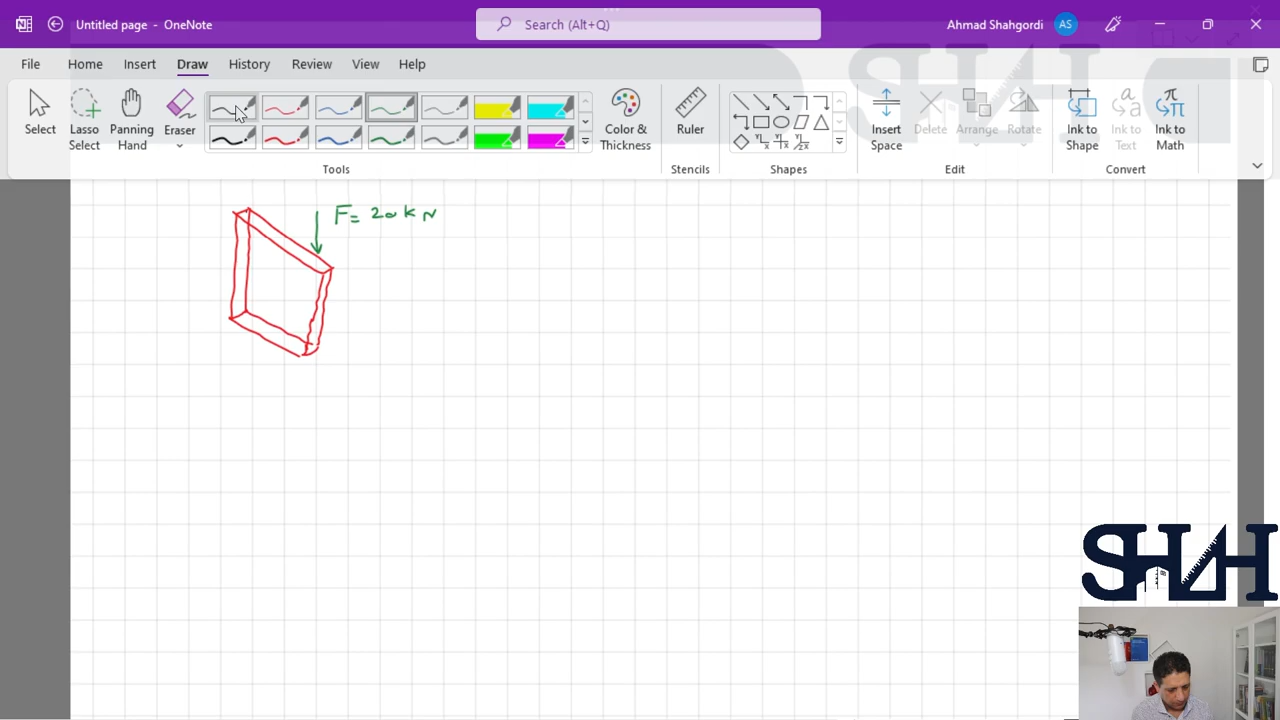 Untitled page - OneNote
Search (Alt+Q)
Ahmad Shahgordi
AS
File Home Insert Draw History Review View Help
Select
Lasso Select
Panning Hand
Eraser
Color & Thickness
Ruler
Insert Space
Delete
Arrange
Rotate
Ink to Shape
Ink to Text
Ink to Math
Tools
Stencils
Shapes
Edit
Convert
F= 20 kN
SHAH